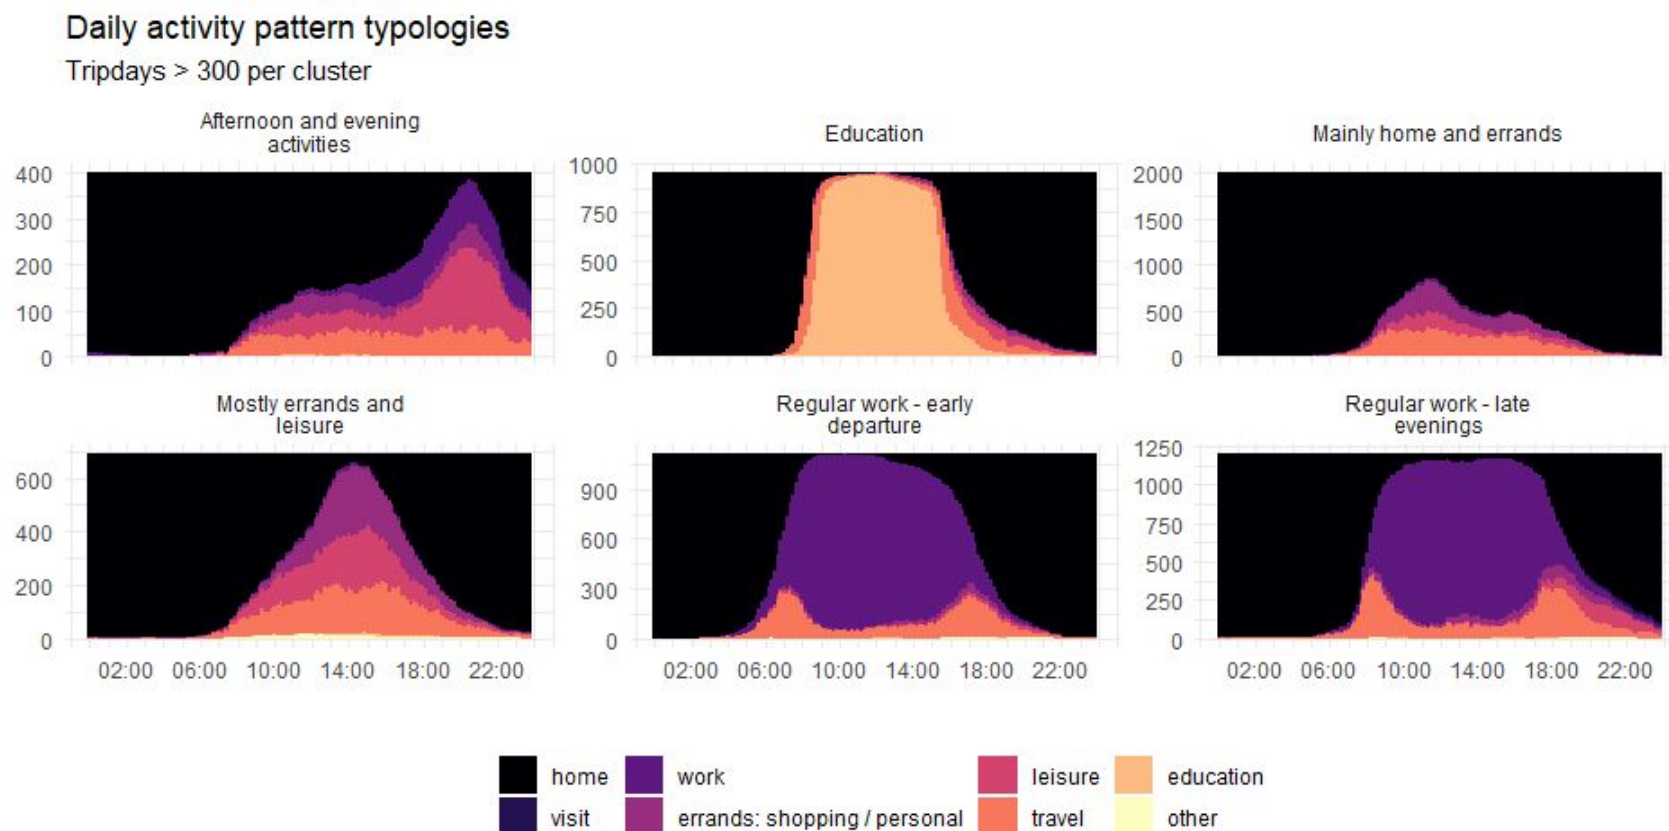 Daily activity pattern typologies
Tripdays > 300 per cluster
Afternoon and evening
activities
Education
Mainly home and errands
400
300
200
100
0
1000
750
500
250
0
2000
1500
1000
500
0
Mostly errands and
leisure
Regular work - early
departure
Regular work - late
evenings
600
400
200
0
900
600
300
0
1250
1000
750
500
250
0
02:00 06:00 10:00 14:00 18:00 22:00
02:00 06:00 10:00 14:00 18:00 22:00
02:00 06:00 10:00 14:00 18:00 22:00
home work leisure education
visit errands: shopping / personal travel other